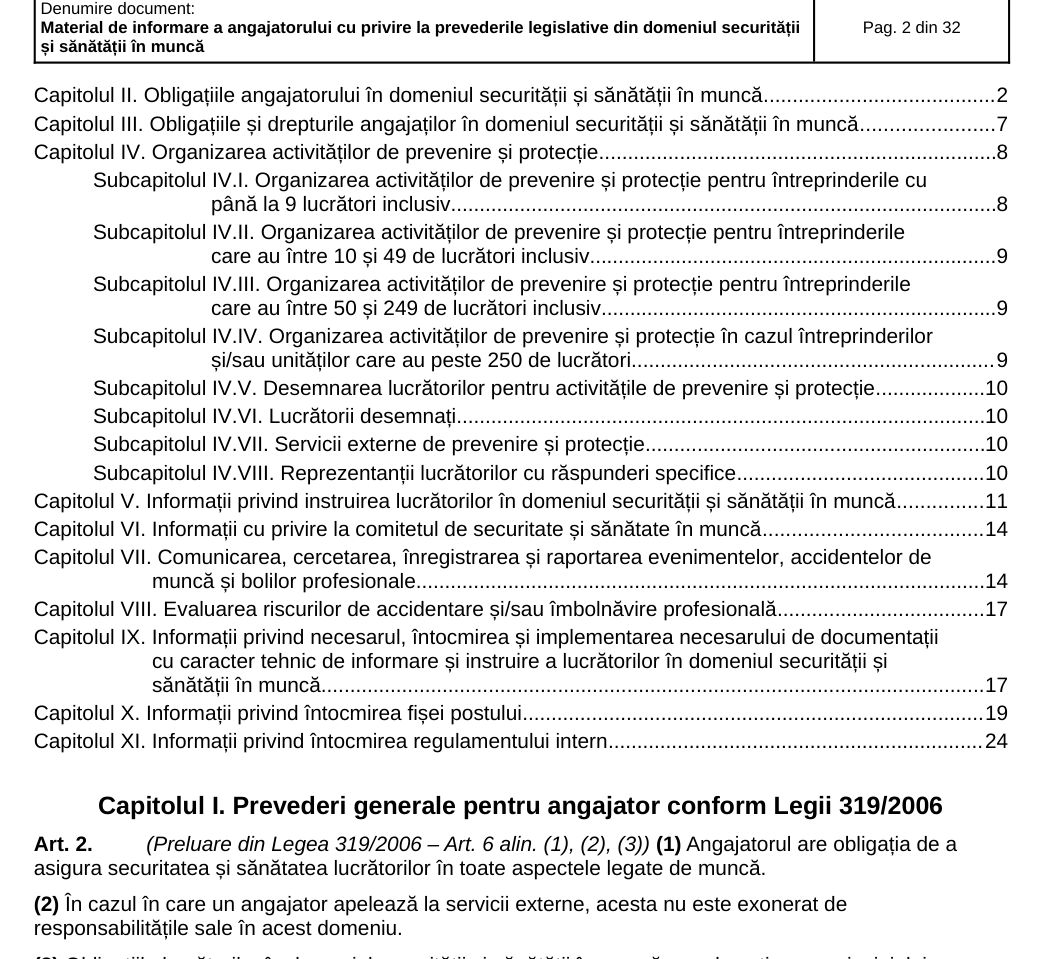 Denumire document:
Material de informare a angajatorului cu privire la prevederile legislative din domeniul securității
și sănătății în muncă
Pag. 2 din 32
Capitolul II. Obligațiile angajatorului în domeniul securității și sănătății în muncă.......................................2
Capitolul III. Obligațiile și drepturile angajaților în domeniul securității și sănătății în muncă.......................7
Capitolul IV. Organizarea activităților de prevenire și protecție....................................................................8
Subcapitolul IV.I. Organizarea activităților de prevenire și protecție pentru întreprinderile cu
până la 9 lucrători inclusiv............................................................................................8
Subcapitolul IV.II. Organizarea activităților de prevenire și protecție pentru întreprinderile
care au între 10 și 49 de lucrători inclusiv....................................................................9
Subcapitolul IV.III. Organizarea activităților de prevenire și protecție pentru întreprinderile
care au între 50 și 249 de lucrători inclusiv..................................................................9
Subcapitolul IV.IV. Organizarea activităților de prevenire și protecție în cazul întreprinderilor
și/sau unităților care au peste 250 de lucrători.............................................................9
Subcapitolul IV.V. Desemnarea lucrătorilor pentru activitățile de prevenire și protecție..................10
Subcapitolul IV.VI. Lucrătorii desemnați.........................................................................................10
Subcapitolul IV.VII. Servicii externe de prevenire și protecție.........................................................10
Subcapitolul IV.VIII. Reprezentanții lucrătorilor cu răspunderi specifice..........................................10
Capitolul V. Informații privind instruirea lucrătorilor în domeniul securității și sănătății în muncă...............11
Capitolul VI. Informații cu privire la comitetul de securitate și sănătate în muncă.....................................14
Capitolul VII. Comunicarea, cercetarea, înregistrarea și raportarea evenimentelor, accidentelor de
muncă și bolilor profesionale................................................................................................14
Capitolul VIII. Evaluarea riscurilor de accidentare și/sau îmbolnăvire profesională...................................17
Capitolul IX. Informații privind necesarul, întocmirea și implementarea necesarului de documentații
cu caracter tehnic de informare și instruire a lucrătorilor în domeniul securității și
sănătății în muncă................................................................................................................17
Capitolul X. Informații privind întocmirea fișei postului..............................................................................19
Capitolul XI. Informații privind întocmirea regulamentului intern...............................................................24
Capitolul I. Prevederi generale pentru angajator conform Legii 319/2006
Art. 2. (Preluare din Legea 319/2006 – Art. 6 alin. (1), (2), (3)) (1) Angajatorul are obligația de a
asigura securitatea și sănătatea lucrătorilor în toate aspectele legate de muncă.
(2) În cazul în care un angajator apelează la servicii externe, acesta nu este exonerat de
responsabilitățile sale în acest domeniu.